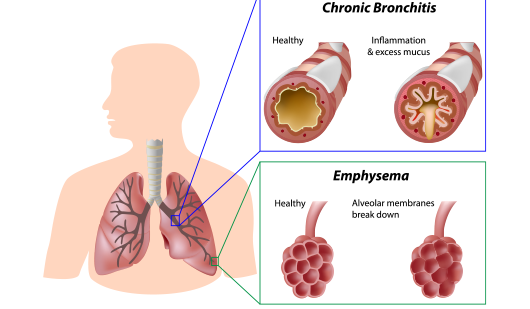 Chronic Bronchitis
Healthy
Inflammation
& excess mucus
Emphysema
Healthy
Alveolar membranes
break down